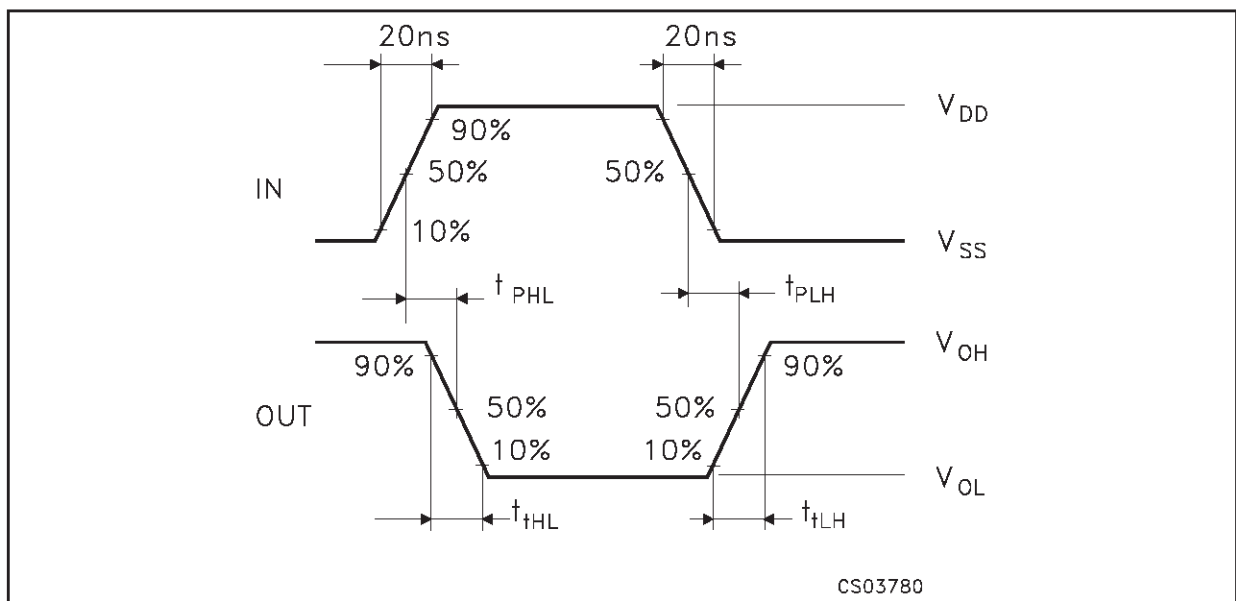 20ns 20ns
V_DD
90%
50% 50%
IN
10%
V_SS
t_PHL t_PLH
V_OH
90% 90%
OUT
50% 50%
10% 10%
V_OL
t_tHL t_tLH
CS03780